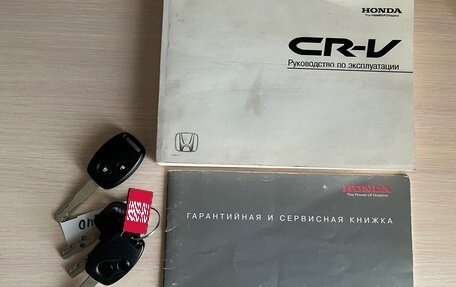 HONDA
The Power of Dreams
CR-V
Руководство по эксплуатации
HONDA
The Power of Dreams
ГАРАНТИЙНАЯ И СЕРВИСНАЯ КНИЖКА